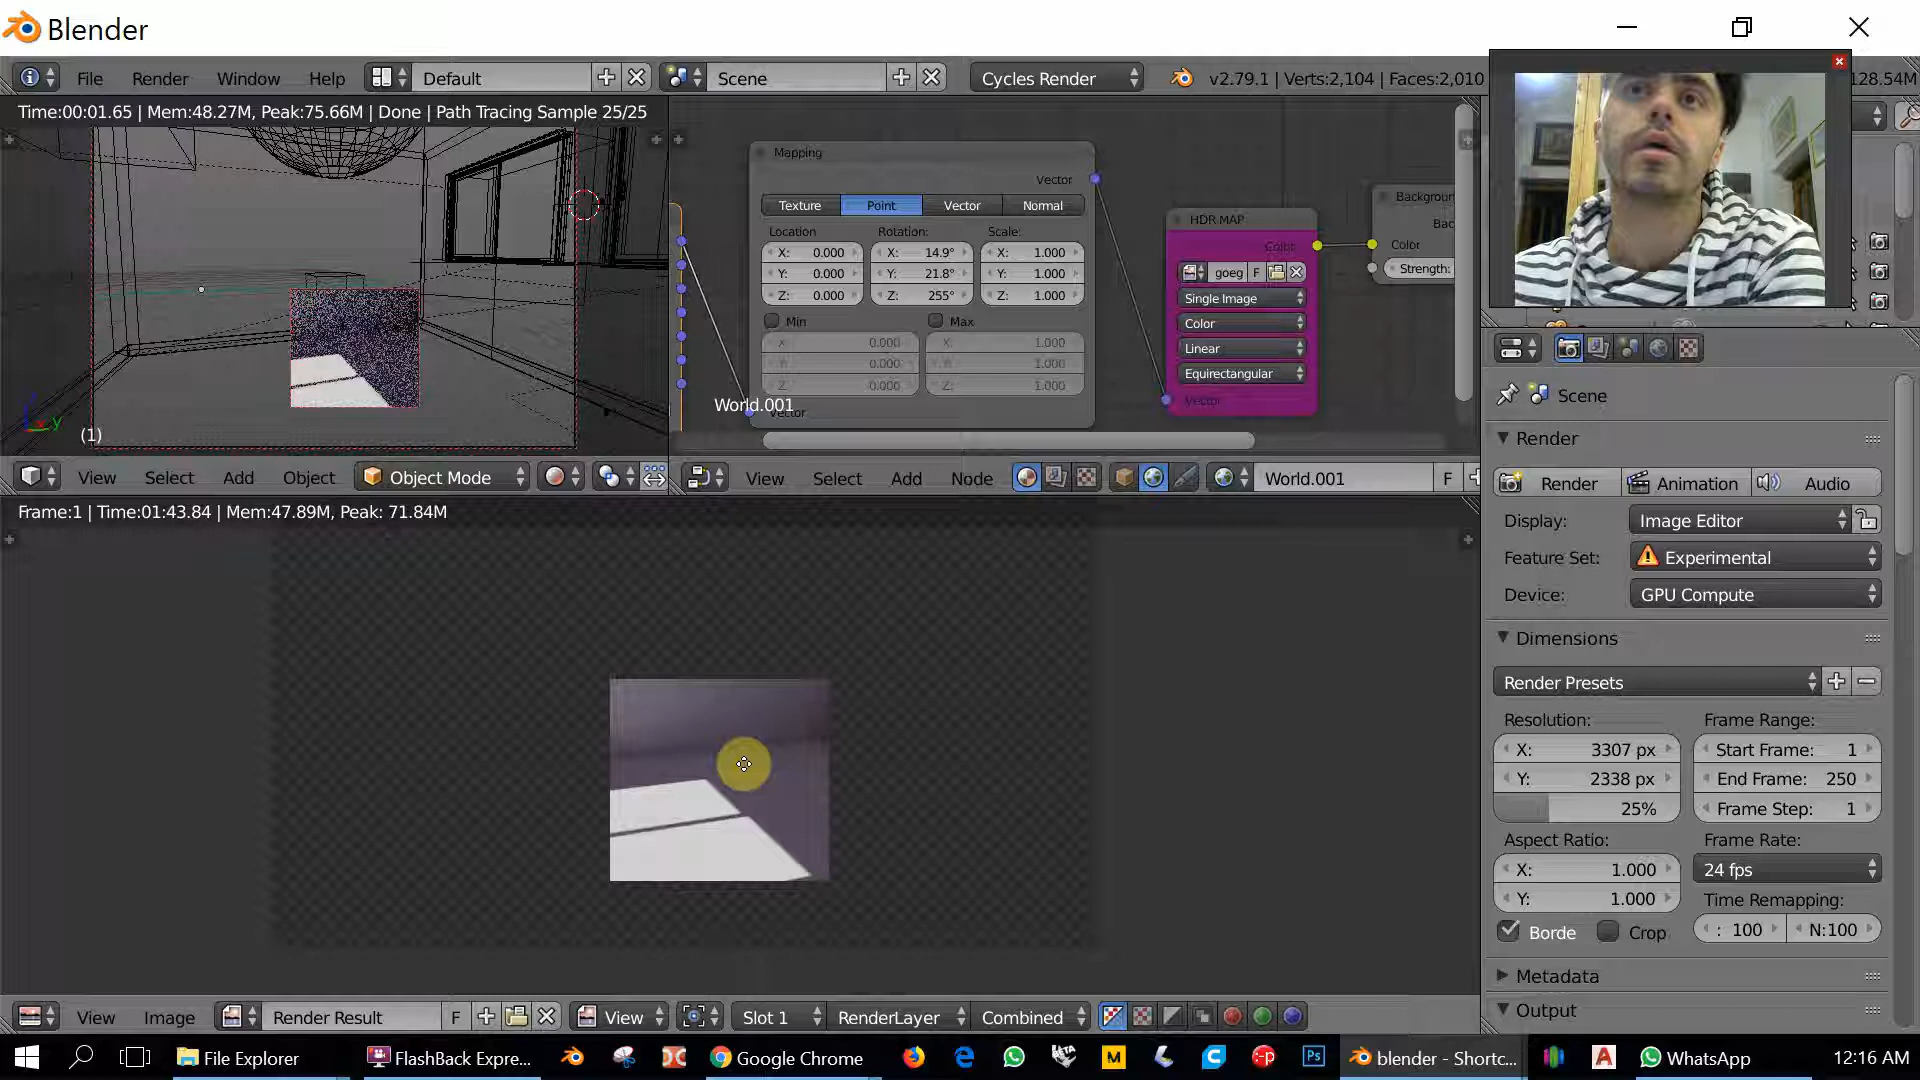 Blender
File Render Window Help Default Scene Cycles Render v2.79.1 | Verts:2,104 | Faces:2,010 128.54M
Time:00:01.65 | Mem:48.27M, Peak:75.66M | Done | Path Tracing Sample 25/25
(1)
View Select Add Object Object Mode
Mapping
Vector
Texture Point Vector Normal
Location Rotation: Scale:
X: 0.000 X: 14.9° X: 1.000
Y: 0.000 Y: 21.8° Y: 1.000
Z: 0.000 Z: 255° Z: 1.000
Min Max
X: 0.000 X: 1.000
0.000 1.000
Z: 0.000 Z: 1.000
World.001
Vector
HDR MAP
Color
goeg F
Single Image
Color
Linear
Equirectangular
Vector
Backgroun
Bac
Color
Strength:
View Select Add Node World.001 F
Frame:1 | Time:01:43.84 | Mem:47.89M, Peak: 71.84M
View Image Render Result F View Slot 1 RenderLayer Combined
Scene
Render
Render Animation Audio
Display: Image Editor
Feature Set: Experimental
Device: GPU Compute
Dimensions
Render Presets
Resolution: Frame Range:
X: 3307 px Start Frame: 1
Y: 2338 px End Frame: 250
25% Frame Step: 1
Aspect Ratio: Frame Rate:
X: 1.000 24 fps
Y: 1.000 Time Remapping:
Borde Crop : 100 N:100
Metadata
Output
File Explorer FlashBack Expre... Google Chrome blender - Shortc... WhatsApp 12:16 AM